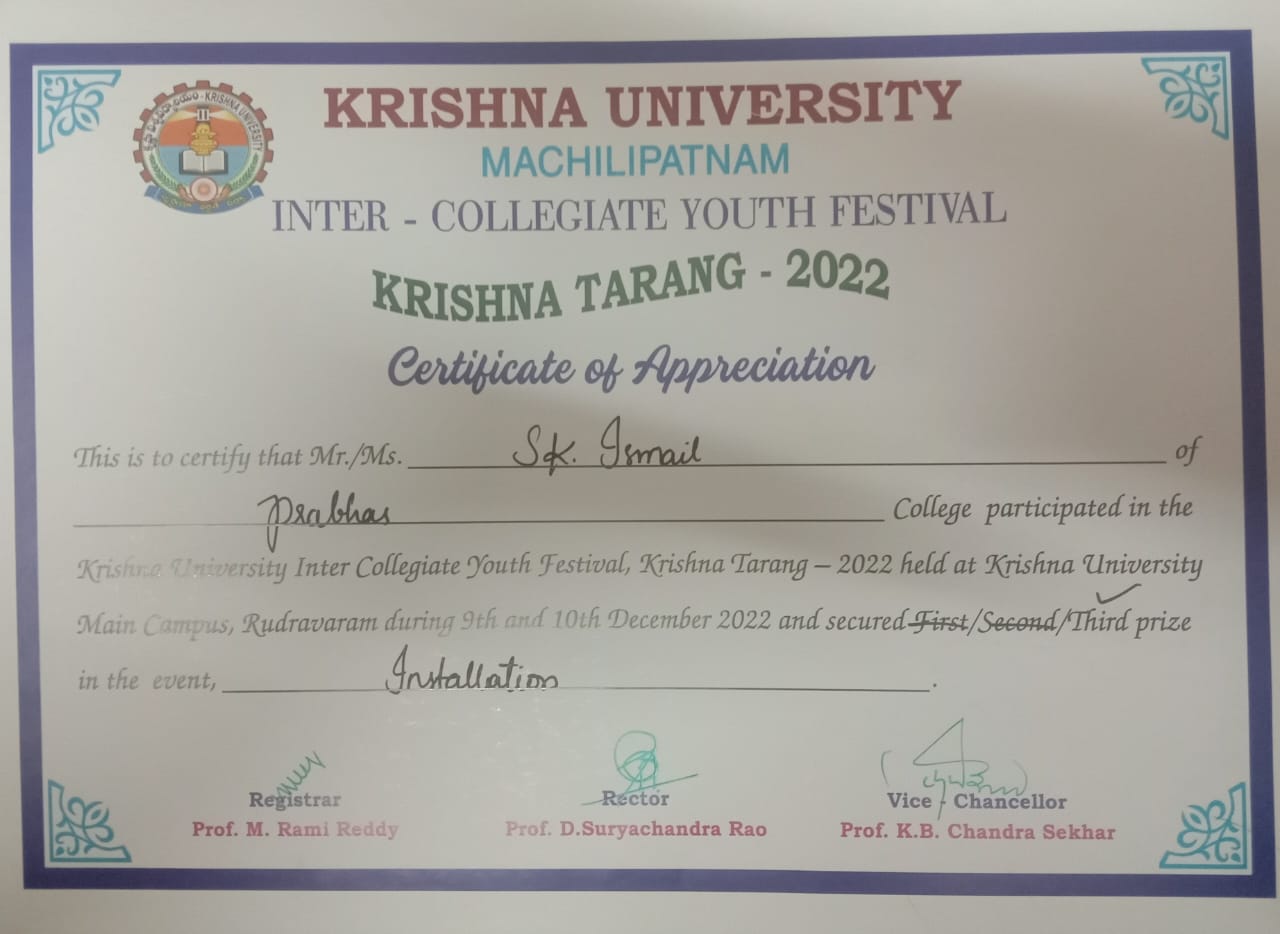 KRISHNA UNIVERSITY
MACHILIPATNAM
INTER - COLLEGIATE YOUTH FESTIVAL
KRISHNA TARANG - 2022
Certificate of Appreciation
This is to certify that Mr./Ms. Sk. Ismail of
Prabhas College participated in the
Krishna University Inter Collegiate Youth Festival, Krishna Tarang – 2022 held at Krishna University
Main Campus, Rudravaram during 9th and 10th December 2022 and secured First/Second/Third prize
in the event, Installation.
Registrar
Prof. M. Rami Reddy
Rector
Prof. D.Suryachandra Rao
Vice - Chancellor
Prof. K.B. Chandra Sekhar
KRISHNA UNIVERSITY